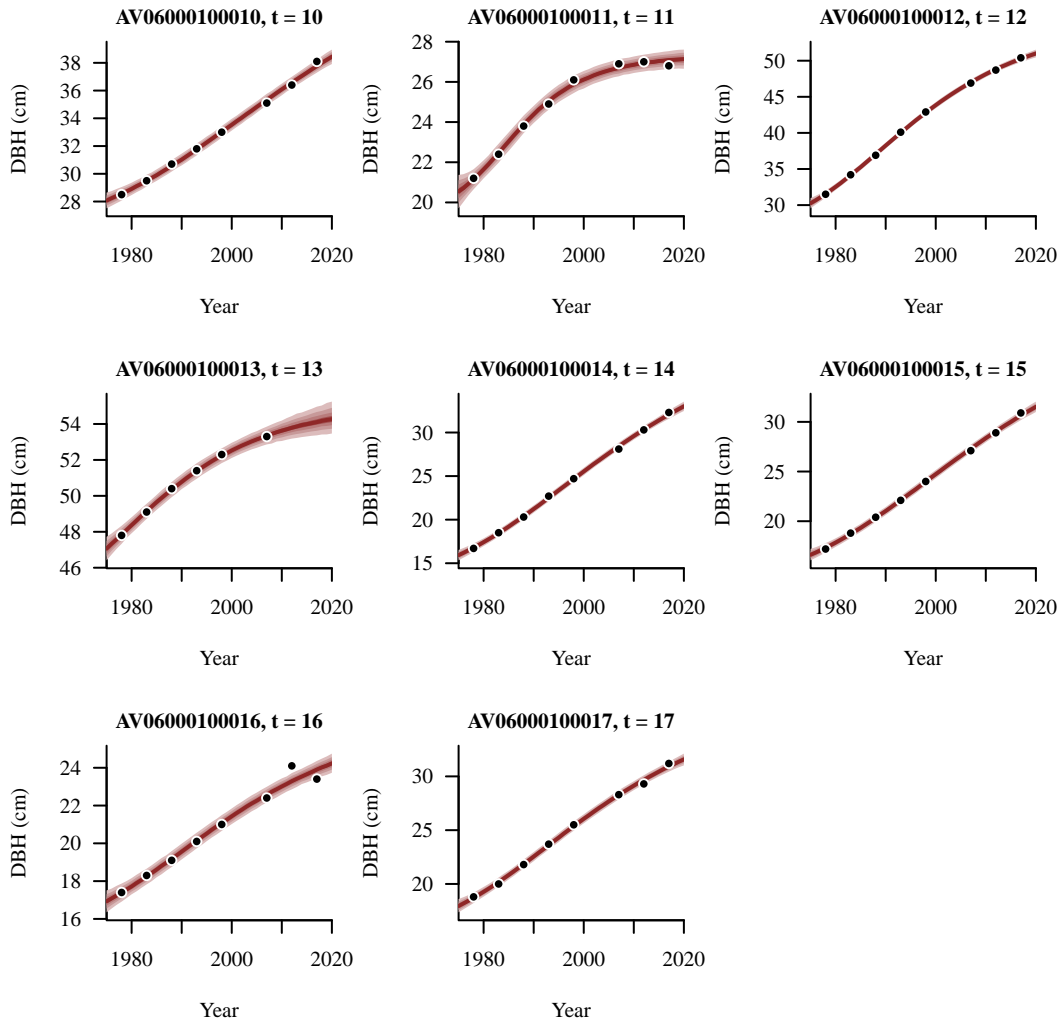 AV06000100010, t = 10
AV06000100011, t = 11
AV06000100012, t = 12
DBH (cm)
38
36
34
32
30
28
1980
2000
2020
Year
DBH (cm)
28
26
24
22
20
1980
2000
2020
Year
DBH (cm)
50
45
40
35
30
1980
2000
2020
Year
AV06000100013, t = 13
AV06000100014, t = 14
AV06000100015, t = 15
DBH (cm)
54
52
50
48
46
1980
2000
2020
Year
DBH (cm)
30
25
20
15
1980
2000
2020
Year
DBH (cm)
30
25
20
1980
2000
2020
Year
AV06000100016, t = 16
AV06000100017, t = 17
DBH (cm)
24
22
20
18
16
1980
2000
2020
Year
DBH (cm)
30
25
20
1980
2000
2020
Year